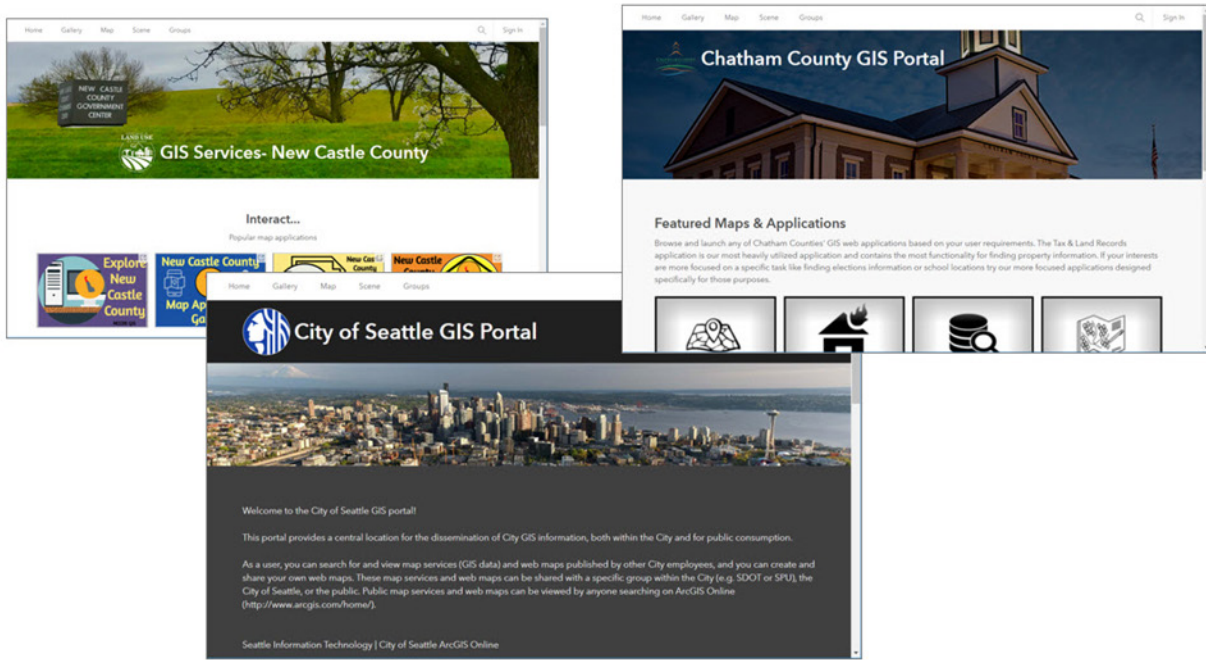 Home Gallery Map Scene Groups Sign In
NEW CASTLE
COUNTY
GOVERNMENT
CENTER
LAND USE
GIS Services- New Castle County
Interact...
Popular map applications
Explore
New
Castle
County
New Castle County
Map Ap
Ga
New Cas
County
New Castle
County
Home Gallery Map Scene Groups Sign In
Chatham County GIS Portal
Featured Maps & Applications
Browse and launch any of Chatham Counties' GIS web applications based on your user requirements. The Tax & Land Records
application is our most heavily utilized application and contains the most functionality for finding property information. If your interests
are more focused on a specific task like finding elections information or school locations try our more focused applications designed
specifically for those purposes.
Home Gallery Map Scene Groups
City of Seattle GIS Portal
Welcome to the City of Seattle GIS portal!
This portal provides a central location for the dissemination of City GIS information, both within the City and for public consumption.
As a user, you can search for and view map services (GIS data) and web maps published by other City employees, and you can create and
share your own web maps. These map services and web maps can be shared with a specific group within the City (e.g. SDOT or SPU), the
City of Seattle, or the public. Public map services and web maps can be viewed by anyone searching on ArcGIS Online
(http://www.arcgis.com/home/).
Seattle Information Technology | City of Seattle ArcGIS Online